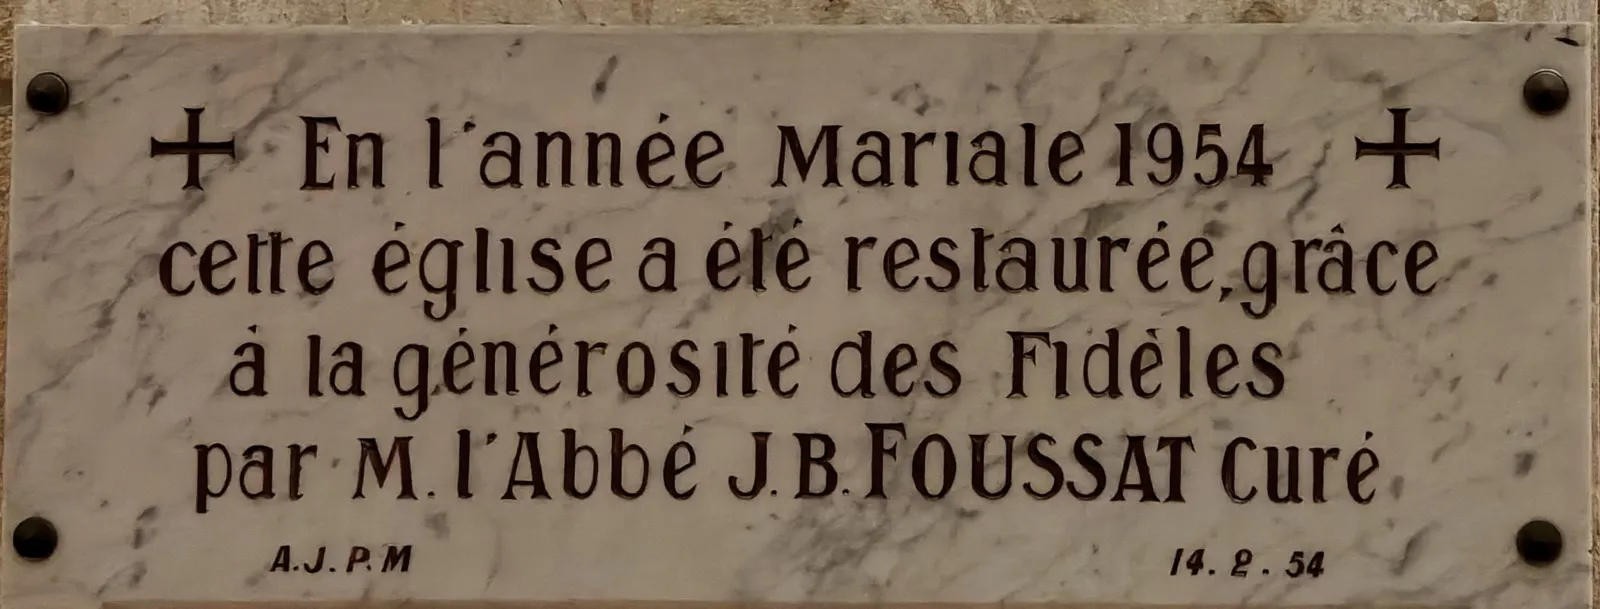 En l'année Mariale 1954
cette église a été restaurée, grâce
à la générosité des Fidèles
par M. l'Abbé J.B. FOUSSAT Curé
A.J.P.M 14.2.54